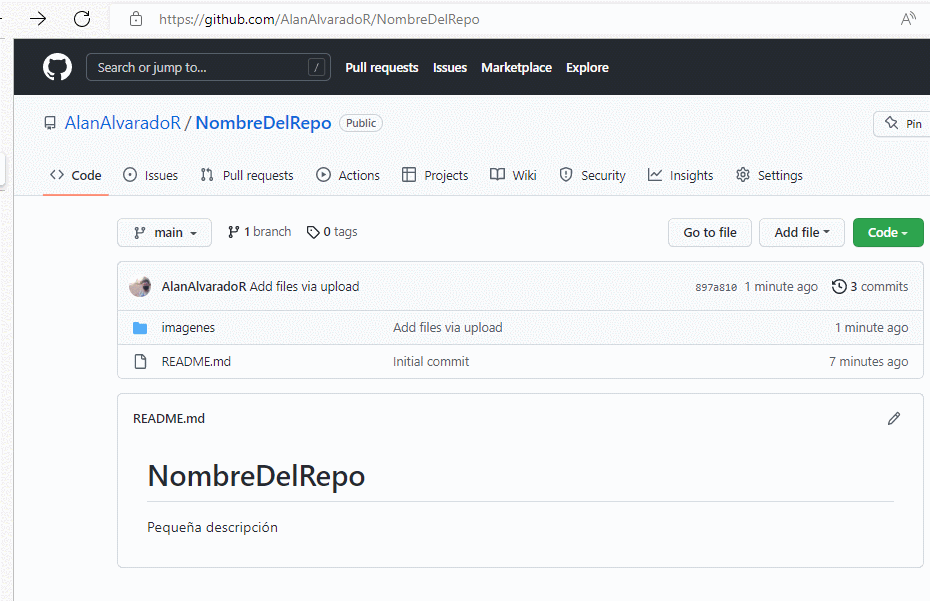 https://github.com/AlanAlvaradoR/NombreDelRepo
Search or jump to... / Pull requests Issues Marketplace Explore
AlanAlvaradoR / NombreDelRepo Public Pin
Code Issues Pull requests Actions Projects Wiki Security Insights Settings
main 1 branch 0 tags Go to file Add file Code
AlanAlvaradoR Add files via upload 897a810 1 minute ago 3 commits
imagenes Add files via upload 1 minute ago
README.md Initial commit 7 minutes ago
README.md
NombreDelRepo
Pequeña descripción